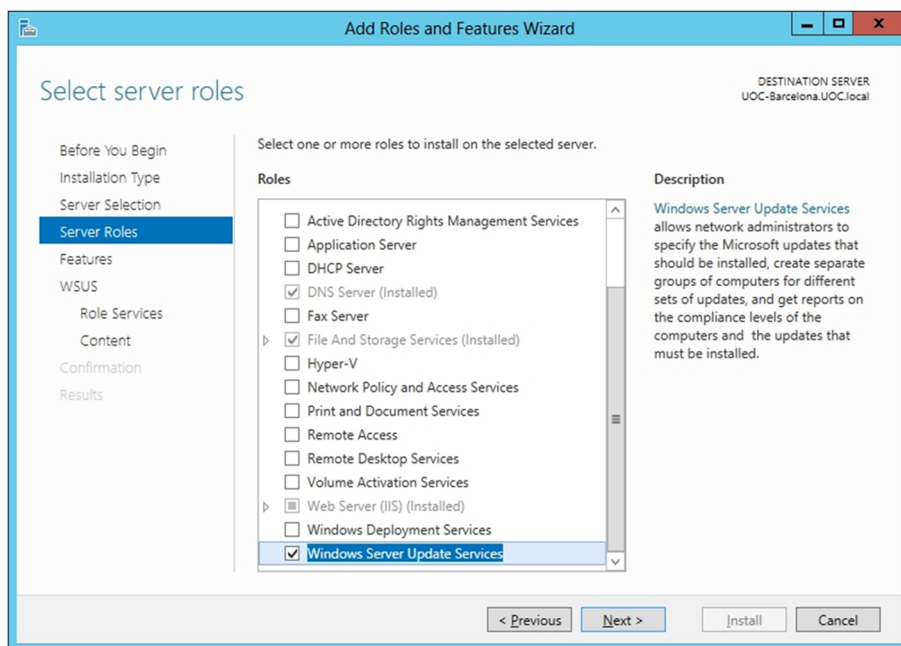 Add Roles and Features Wizard
Select server roles
DESTINATION SERVER
UOC-Barcelona.UOC.local
Before You Begin
Installation Type
Server Selection
Server Roles
Features
WSUS
Role Services
Content
Confirmation
Results
Select one or more roles to install on the selected server.
Roles
Active Directory Rights Management Services
Application Server
DHCP Server
DNS Server (Installed)
Fax Server
File And Storage Services (Installed)
Hyper-V
Network Policy and Access Services
Print and Document Services
Remote Access
Remote Desktop Services
Volume Activation Services
Web Server (IIS) (Installed)
Windows Deployment Services
Windows Server Update Services
Description
Windows Server Update Services
allows network administrators to
specify the Microsoft updates that
should be installed, create separate
groups of computers for different
sets of updates, and get reports on
the compliance levels of the
computers and the updates that
must be installed.
< Previous
Next >
Install
Cancel